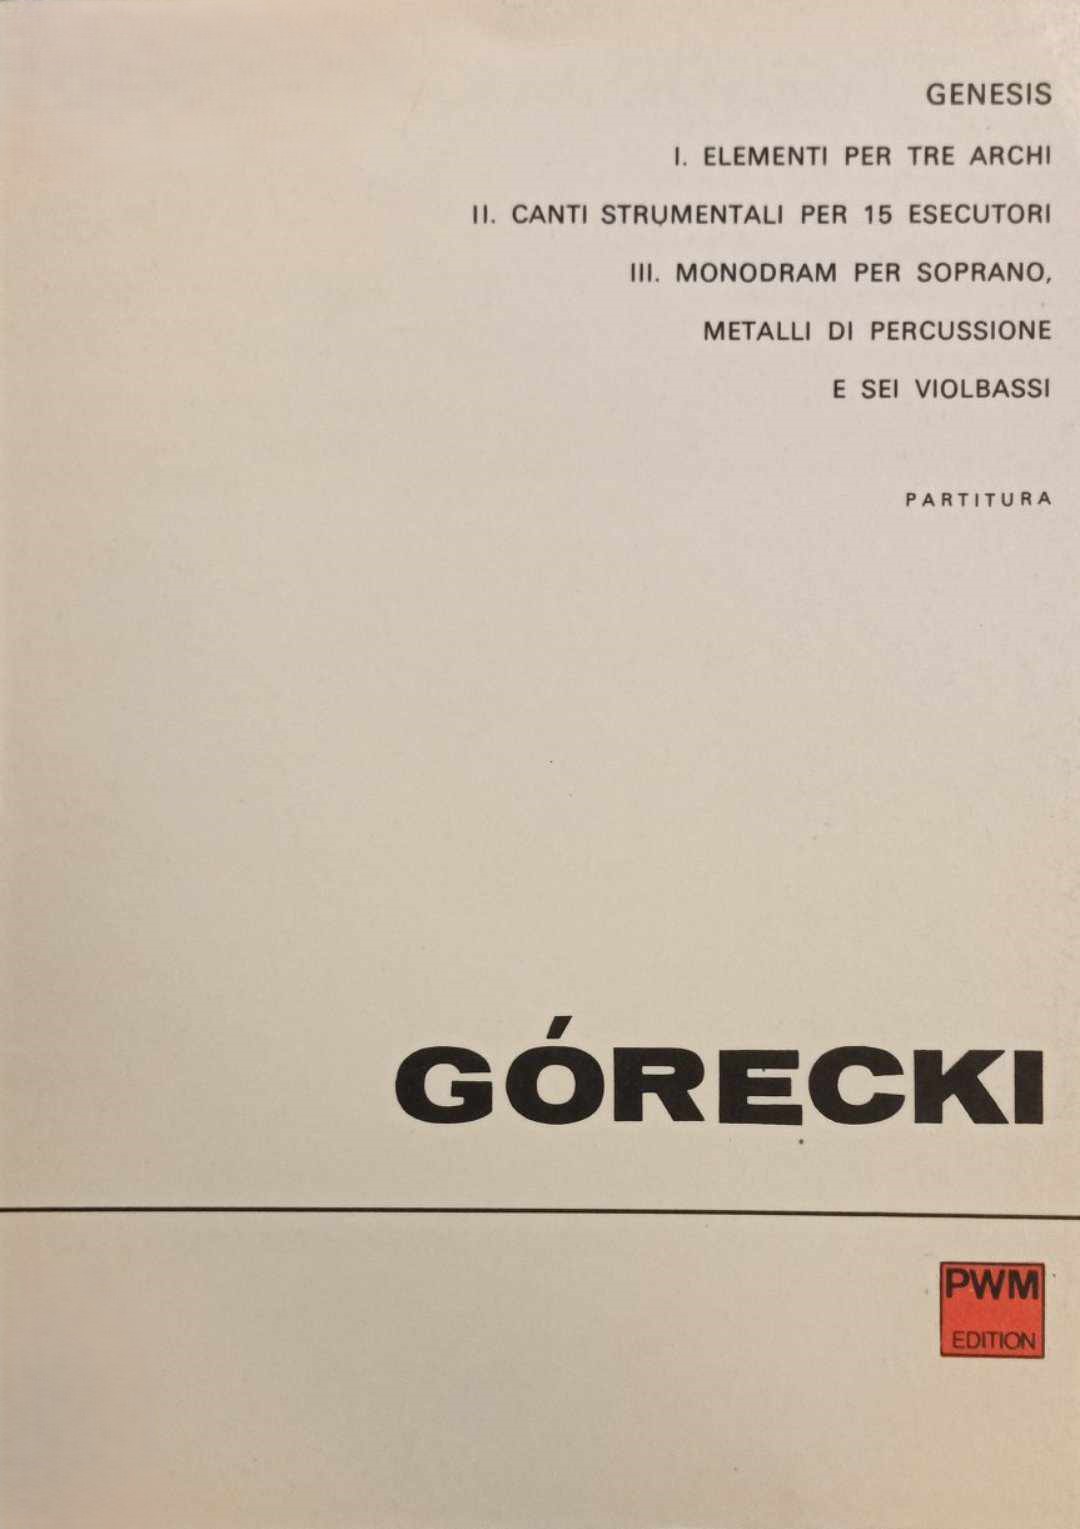 GENESIS
I. ELEMENTI PER TRE ARCHI
II. CANTI STRUMENTALI PER 15 ESECUTORI
III. MONODRAM PER SOPRANO,
METALLI DI PERCUSSIONE
E SEI VIOLBASSI
PARTITURA
GÓRECKI
PWM
EDITION